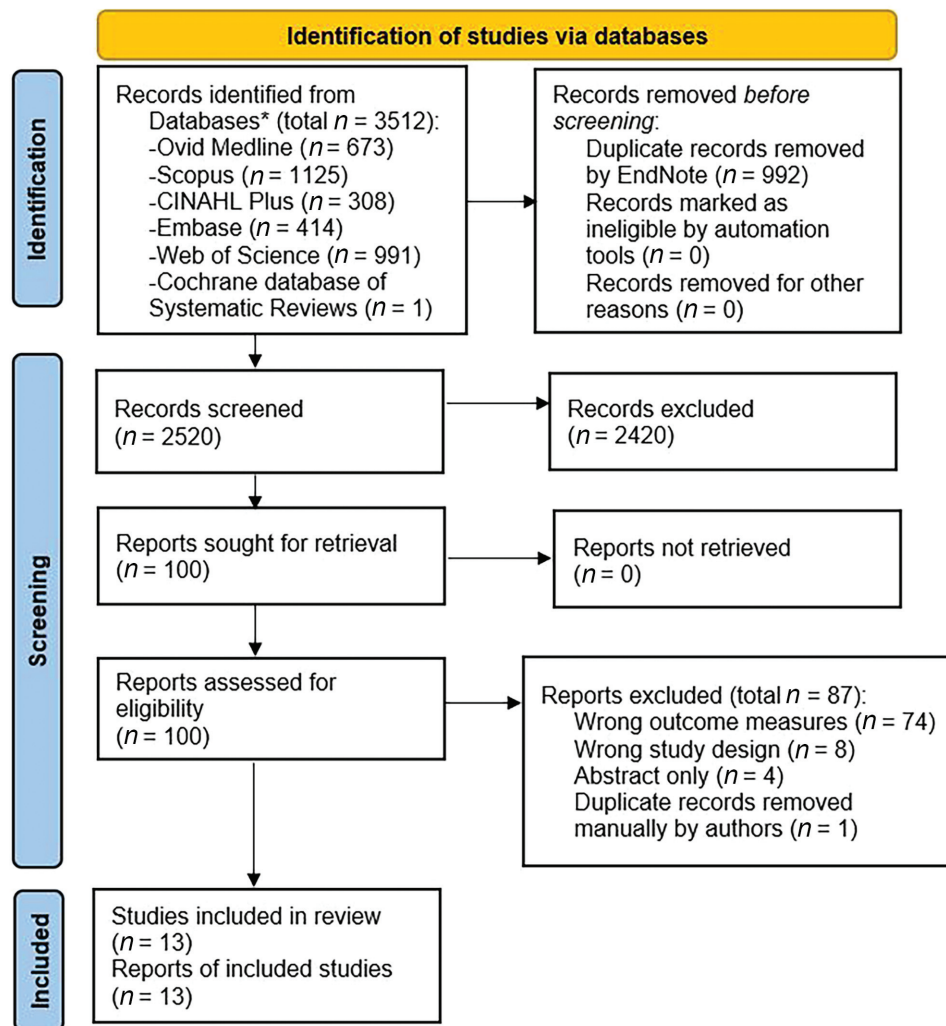 Identification of studies via databases
Identification
Records identified from
Databases* (total n = 3512):
-Ovid Medline (n = 673)
-Scopus (n = 1125)
-CINAHL Plus (n = 308)
-Embase (n = 414)
-Web of Science (n = 991)
-Cochrane database of
Systematic Reviews (n = 1)
Records removed before
screening:
Duplicate records removed
by EndNote (n = 992)
Records marked as
ineligible by automation
tools (n = 0)
Records removed for other
reasons (n = 0)
Screening
Records screened
(n = 2520)
Records excluded
(n = 2420)
Reports sought for retrieval
(n = 100)
Reports not retrieved
(n = 0)
Reports assessed for
eligibility
(n = 100)
Reports excluded (total n = 87):
Wrong outcome measures (n = 74)
Wrong study design (n = 8)
Abstract only (n = 4)
Duplicate records removed
manually by authors (n = 1)
Included
Studies included in review
(n = 13)
Reports of included studies
(n = 13)